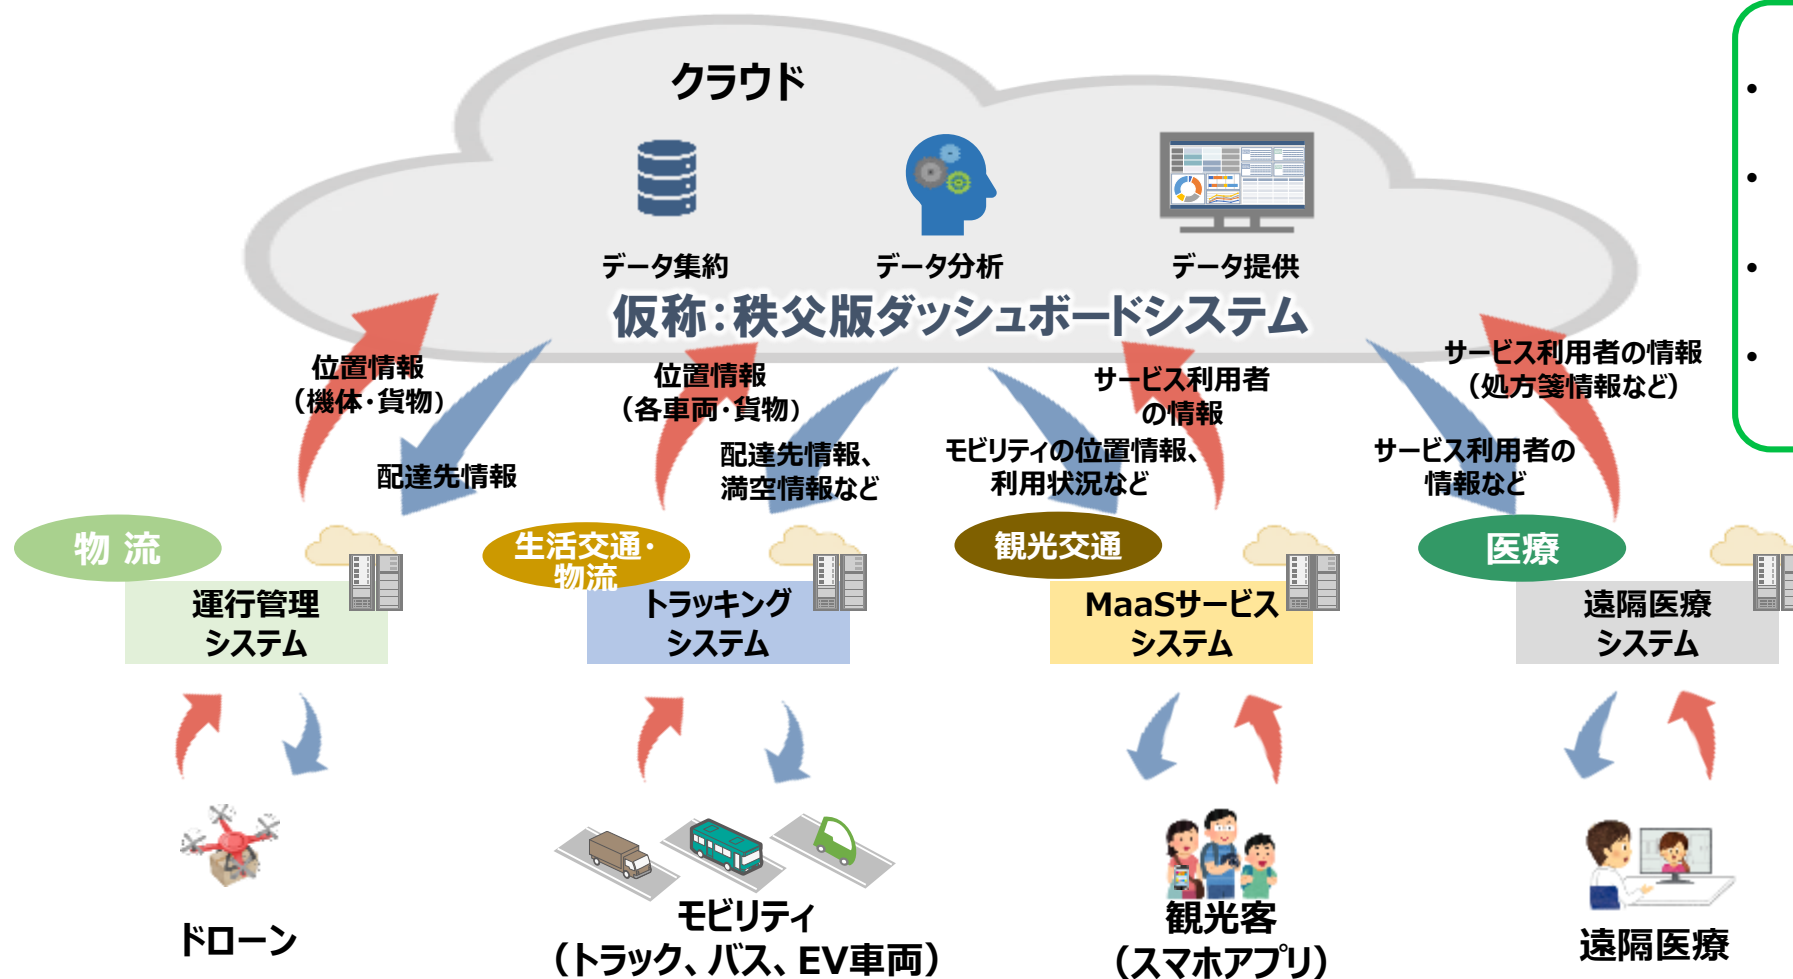 クラウド
データ集約
データ分析
データ提供
仮称：秩父版ダッシュボードシステム
位置情報
（機体・貨物）
配達先情報
位置情報
（各車両・貨物）
配達先情報、
満空情報など
サービス利用者
の情報
モビリティの位置情報、
利用状況など
サービス利用者の情報
（処方箋情報など）
サービス利用者の
情報など
物 流
運行管理
システム
生活交通・
物流
トラッキング
システム
観光交通
MaaSサービス
システム
医療
遠隔医療
システム
ドローン
モビリティ
（トラック、バス、EV車両）
観光客
（スマホアプリ）
遠隔医療